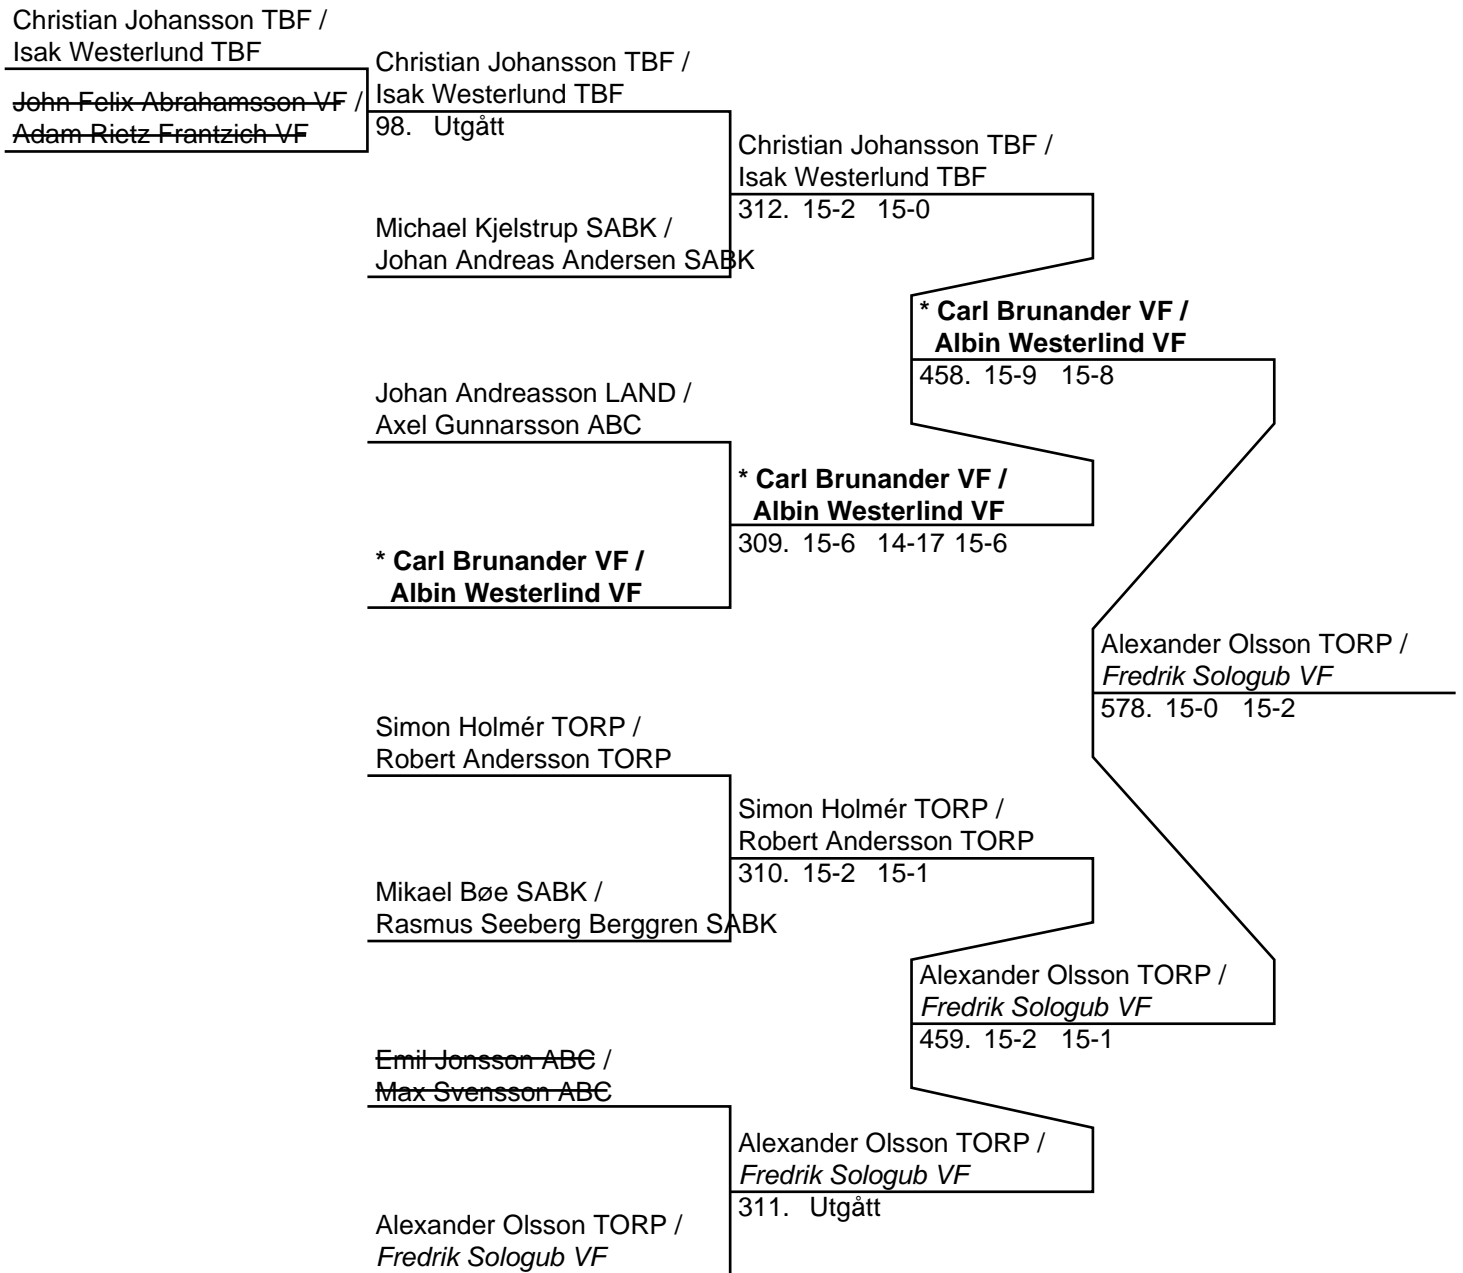 Christian Johansson TBF /
Isak Westerlund TBF
John Felix Abrahamsson VF /
Adam Rietz Frantzich VF
Christian Johansson TBF /
Isak Westerlund TBF
98. Utgått
Michael Kjelstrup SABK /
Johan Andreas Andersen SABK
Christian Johansson TBF /
Isak Westerlund TBF
312. 15-2 15-0
Johan Andreasson LAND /
Axel Gunnarsson ABC
* Carl Brunander VF /
Albin Westerlind VF
* Carl Brunander VF /
Albin Westerlind VF
309. 15-6 14-17 15-6
* Carl Brunander VF /
Albin Westerlind VF
458. 15-9 15-8
Simon Holmér TORP /
Robert Andersson TORP
Mikael Bøe SABK /
Rasmus Seeberg Berggren SABK
Simon Holmér TORP /
Robert Andersson TORP
310. 15-2 15-1
Emil Jonsson ABC /
Max Svensson ABC
Alexander Olsson TORP /
Fredrik Sologub VF
Alexander Olsson TORP /
Fredrik Sologub VF
311. Utgått
Alexander Olsson TORP /
Fredrik Sologub VF
459. 15-2 15-1
Alexander Olsson TORP /
Fredrik Sologub VF
578. 15-0 15-2